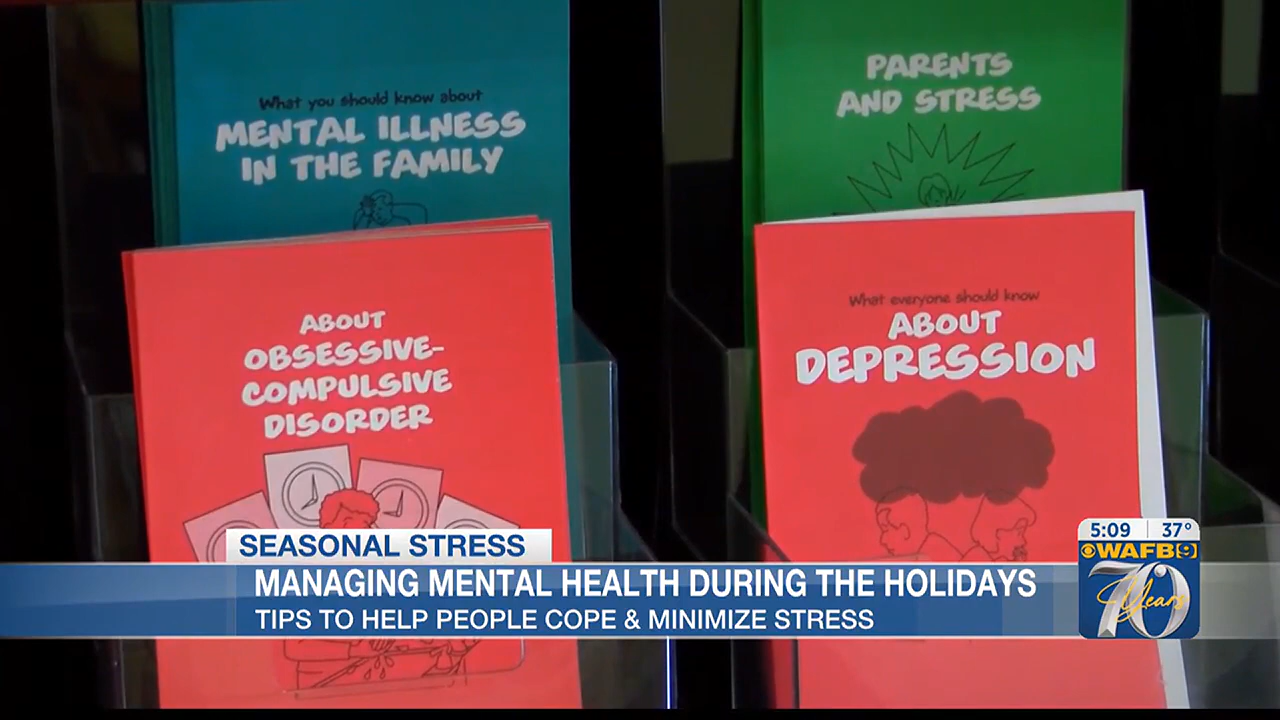 What you should know about
MENTAL ILLNESS
IN THE FAMILY
PARENTS
AND STRESS
ABOUT
OBSESSIVE-
COMPULSIVE
DISORDER
What everyone should know
ABOUT
DEPRESSION
SEASONAL STRESS
MANAGING MENTAL HEALTH DURING THE HOLIDAYS
TIPS TO HELP PEOPLE COPE & MINIMIZE STRESS
5:09 37°
WAFB 9
70
Years